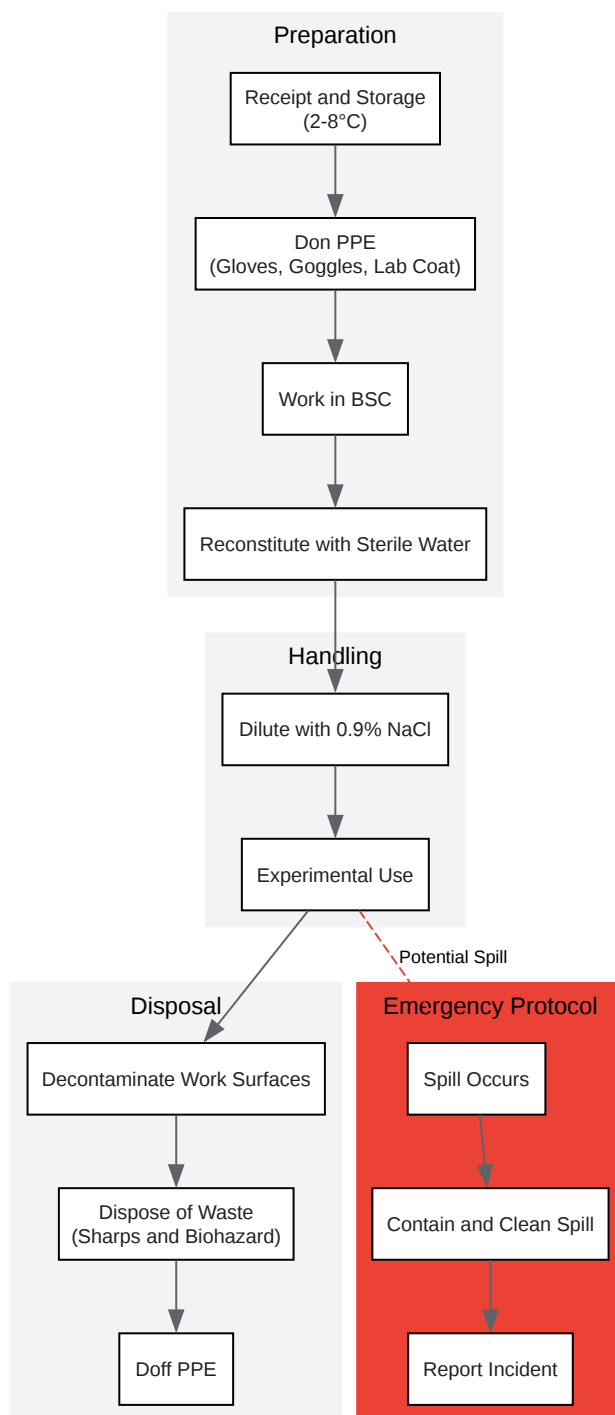 Preparation
Receipt and Storage
(2-8°C)
Don PPE
(Gloves, Goggles, Lab Coat)
Work in BSC
Reconstitute with Sterile Water
Handling
Dilute with 0.9% NaCl
Experimental Use
Potential Spill
Disposal
Decontaminate Work Surfaces
Dispose of Waste
(Sharps and Biohazard)
Doff PPE
Emergency Protocol
Spill Occurs
Contain and Clean Spill
Report Incident